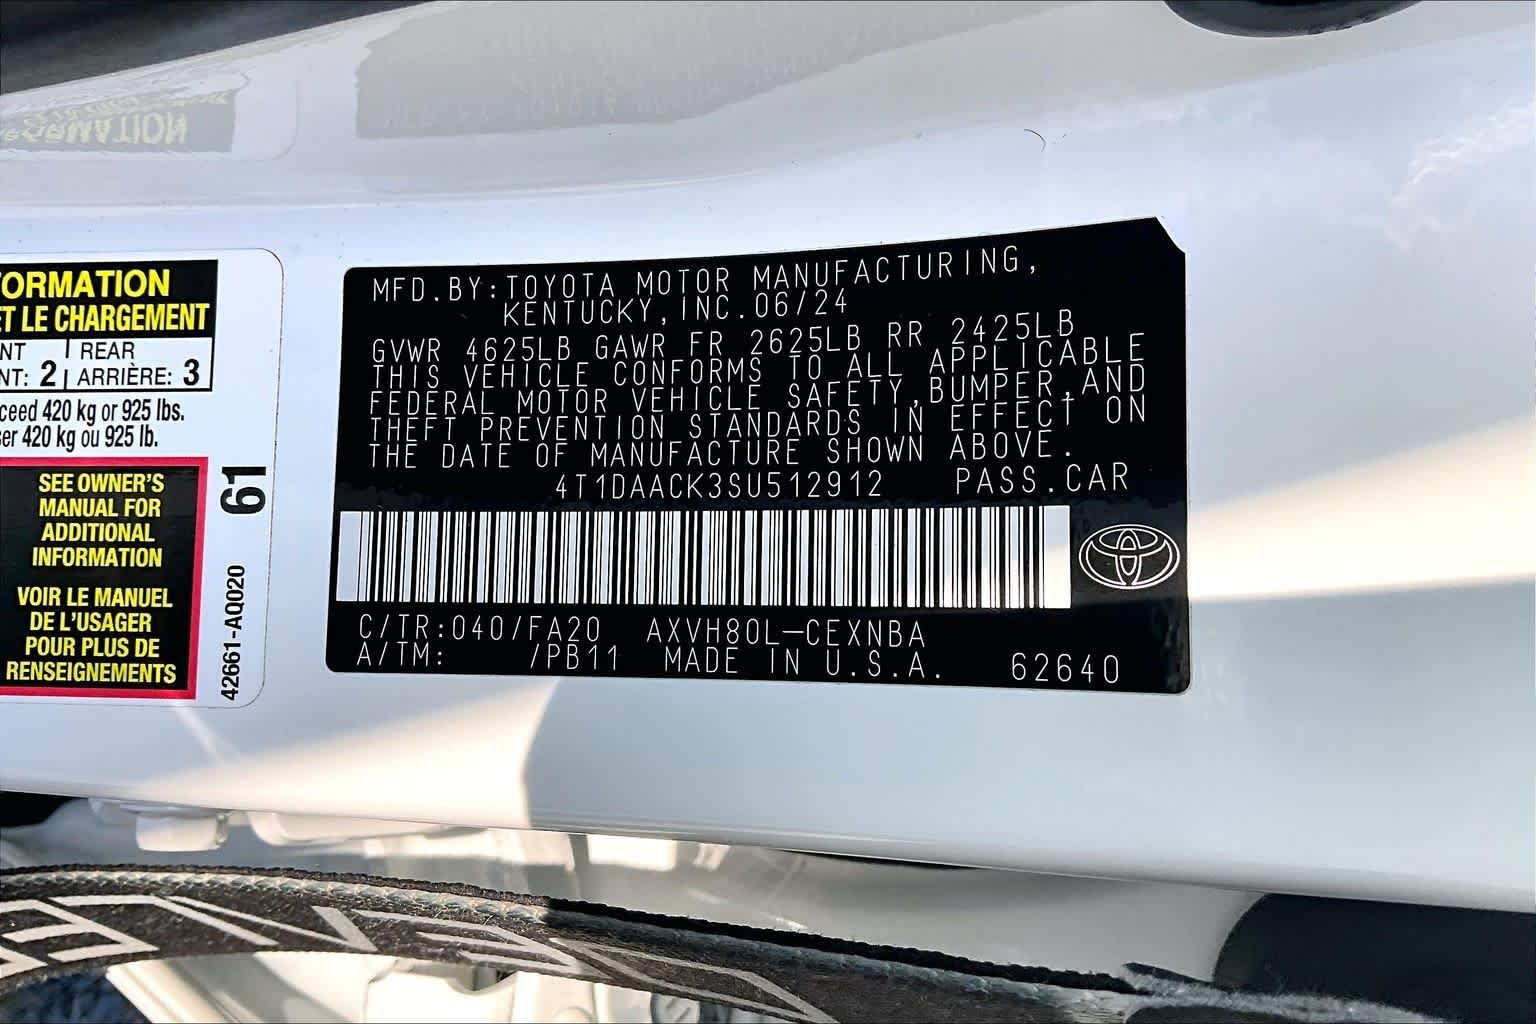 ORMATION
ET LE CHARGEMENT
NT | REAR
NT: 2 | ARRIÈRE: 3
ceed 420 kg or 925 lbs.
ser 420 kg ou 925 lb.
SEE OWNER'S
MANUAL FOR
ADDITIONAL
INFORMATION
VOIR LE MANUEL
DE L'USAGER
POUR PLUS DE
RENSEIGNEMENTS
61
42661-AQ020
MFD.BY:TOYOTA MOTOR MANUFACTURING,
KENTUCKY,INC.06/24
GVWR 4625LB GAWR FR 2625LB RR 2425LB
THIS VEHICLE CONFORMS TO ALL APPLICABLE
FEDERAL MOTOR VEHICLE SAFETY,BUMPER,AND
THEFT PREVENTION STANDARDS IN EFFECT ON
THE DATE OF MANUFACTURE SHOWN ABOVE.
4T1DAACK3SU512912 PASS.CAR
C/TR:040/FA20 AXVH80L-CEXNBA
A/TM: /PB11 MADE IN U.S.A. 62640